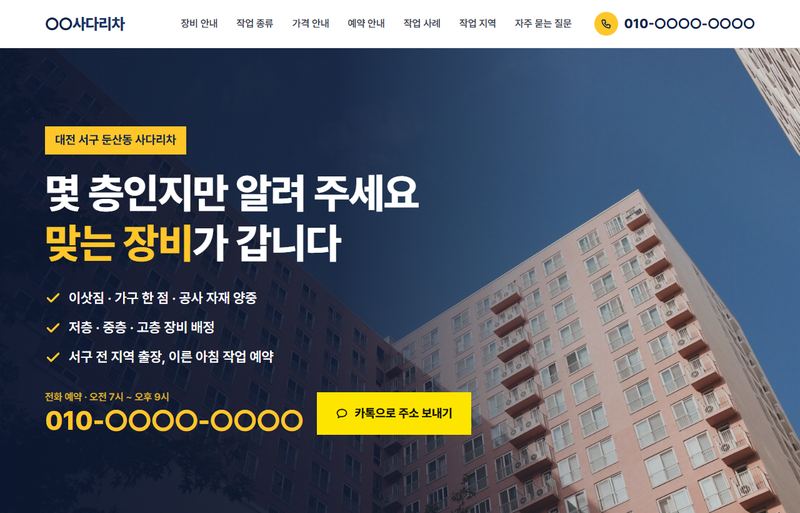 OO사다리차
장비 안내 작업 종류 가격 안내 예약 안내 작업 사례 작업 지역 자주 묻는 질문
010-OOOO-OOOO
대전 서구 둔산동 사다리차
몇 층인지만 알려 주세요
맞는 장비가 갑니다
이삿짐 · 가구 한 점 · 공사 자재 양중
저층 · 중층 · 고층 장비 배정
서구 전 지역 출장, 이른 아침 작업 예약
전화 예약 · 오전 7시 ~ 오후 9시
010-OOOO-OOOO
카톡으로 주소 보내기